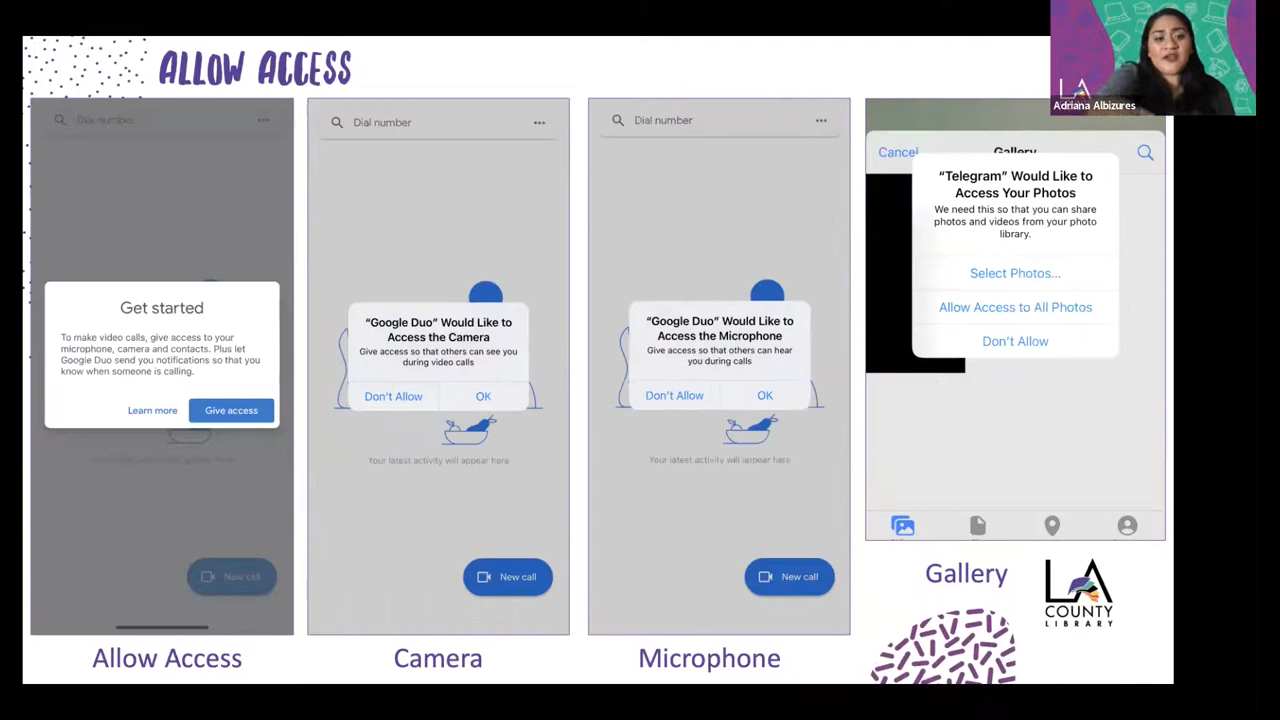 ALLOW ACCESS
LA
Adriana Albizures
Dial number
Get started
To make video calls, give access to your
microphone, camera and contacts. Plus let
Google Duo send you notifications so that you
know when someone is calling.
Learn more
Give access
New call
Allow Access
Dial number
“Google Duo” Would Like to
Access the Camera
Give access so that others can see you
during video calls
Don’t Allow
OK
Your latest activity will appear here
New call
Camera
Dial number
“Google Duo” Would Like to
Access the Microphone
Give access so that others can hear
you during calls
Don’t Allow
OK
Your latest activity will appear here
New call
Microphone
Cancel
Gallery
“Telegram” Would Like to
Access Your Photos
We need this so that you can share
photos and videos from your photo
library.
Select Photos...
Allow Access to All Photos
Don’t Allow
Gallery
LA
COUNTY
LIBRARY